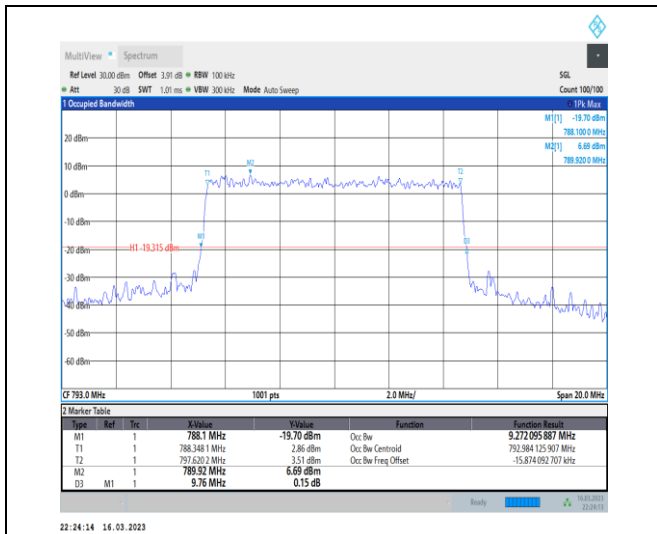 MultiView Spectrum
Ref Level 30.00 dBm Offset 3.91 dB RBW 100 kHz SGL
Att 30 dB SWT 1.01 ms VBW 300 kHz Mode Auto Sweep Count 100/100
1 Occupied Bandwidth 1Pk Max
M1[1] -19.70 dBm
788.100 0 MHz
M2[1] 6.69 dBm
789.920 0 MHz
20 dBm
10 dBm
M2
T1
T2
0 dBm
-10 dBm
M1
D3
H1 -19.315 dBm
-20 dBm
-30 dBm
-40 dBm
-50 dBm
-60 dBm
CF 793.0 MHz 1001 pts 2.0 MHz/ Span 20.0 MHz
2 Marker Table
Type Ref Trc X-Value Y-Value Function Function Result
M1 1 788.1 MHz -19.70 dBm Occ Bw 9.272 095 887 MHz
T1 1 788.348 1 MHz 2.86 dBm Occ Bw Centroid 792.984 125 907 MHz
T2 1 797.620 2 MHz 3.51 dBm Occ Bw Freq Offset -15.874 092 707 kHz
M2 1 789.92 MHz 6.69 dBm
D3 M1 1 9.76 MHz 0.15 dB
Ready 16.03.2023
22:24:13
22:24:14 16.03.2023